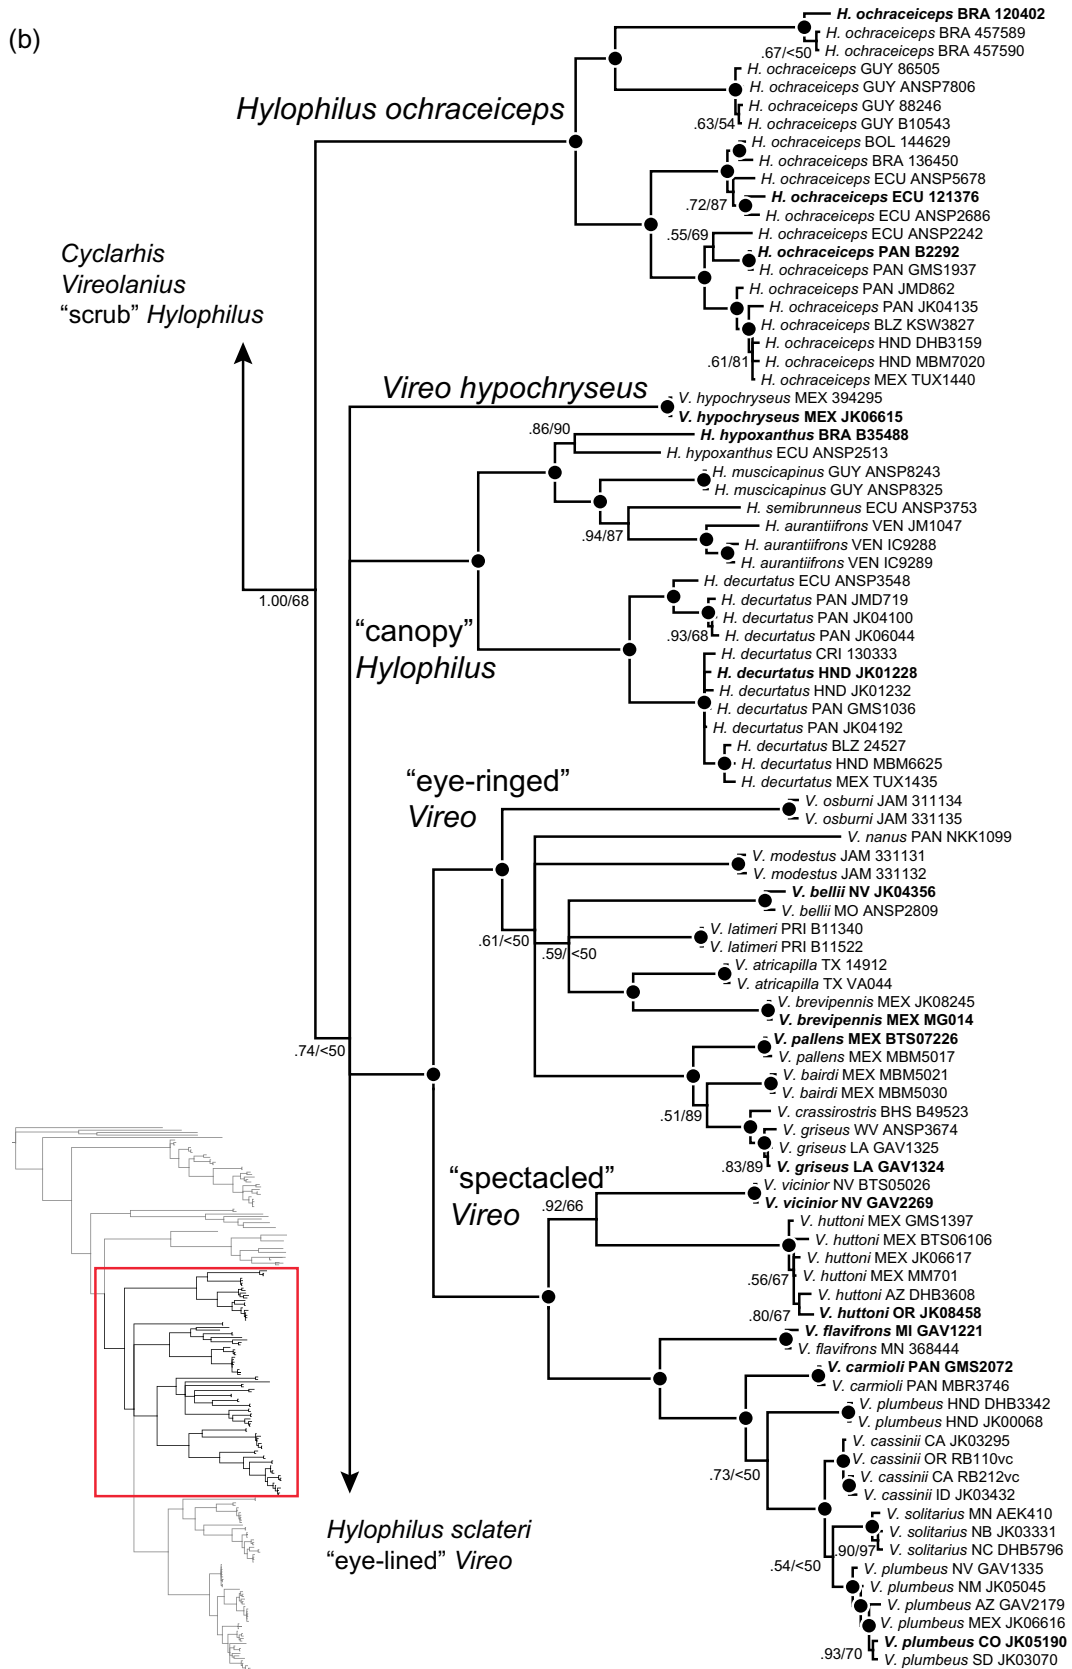 (b)
H. ochraceiceps BRA 120402
H. ochraceiceps BRA 457589
H. ochraceiceps BRA 457590
.67/<50
H. ochraceiceps GUY 86505
H. ochraceiceps GUY ANSP7806
H. ochraceiceps GUY 88246
H. ochraceiceps GUY B10543
.63/54
Hylophilus ochraceiceps
H. ochraceiceps BOL 144629
H. ochraceiceps BRA 136450
H. ochraceiceps ECU ANSP5678
H. ochraceiceps ECU 121376
H. ochraceiceps ECU ANSP2686
.72/87
H. ochraceiceps ECU ANSP2242
.55/69
H. ochraceiceps PAN B2292
H. ochraceiceps PAN GMS1937
H. ochraceiceps PAN JMD862
H. ochraceiceps PAN JK04135
H. ochraceiceps BLZ KSW3827
H. ochraceiceps HND DHB3159
H. ochraceiceps HND MBM7020
.61/81
H. ochraceiceps MEX TUX1440
Cyclarhis
Vireolanius
“scrub” Hylophilus
1.00/68
Vireo hypochryseus
V. hypochryseus MEX 394295
V. hypochryseus MEX JK06615
.86/90
H. hypoxanthus BRA B35488
H. hypoxanthus ECU ANSP2513
H. muscicapinus GUY ANSP8243
H. muscicapinus GUY ANSP8325
H. semibrunneus ECU ANSP3753
H. aurantiifrons VEN JM1047
H. aurantiifrons VEN IC9288
H. aurantiifrons VEN IC9289
.94/87
“canopy”
Hylophilus
H. decurtatus ECU ANSP3548
H. decurtatus PAN JMD719
H. decurtatus PAN JK04100
H. decurtatus PAN JK06044
.93/68
H. decurtatus CRI 130333
H. decurtatus HND JK01228
H. decurtatus HND JK01232
H. decurtatus PAN GMS1036
H. decurtatus PAN JK04192
H. decurtatus BLZ 24527
H. decurtatus HND MBM6625
H. decurtatus MEX TUX1435
“eye-ringed”
Vireo
V. osburni JAM 311134
V. osburni JAM 331135
V. nanus PAN NKK1099
V. modestus JAM 331131
V. modestus JAM 331132
V. bellii NV JK04356
V. bellii MO ANSP2809
V. latimeri PRI B11340
V. latimeri PRI B11522
.61/<50
.59/<50
V. atricapilla TX 14912
V. atricapilla TX VA044
V. brevipennis MEX JK08245
V. brevipennis MEX MG014
.74/<50
V. pallens MEX BTS07226
V. pallens MEX MBM5017
V. bairdi MEX MBM5021
V. bairdi MEX MBM5030
.51/89
V. crassirostris BHS B49523
V. griseus WV ANSP3674
V. griseus LA GAV1325
V. griseus LA GAV1324
.83/89
“spectacled”
Vireo
V. vicinior NV BTS05026
V. vicinior NV GAV2269
.92/66
V. huttoni MEX GMS1397
V. huttoni MEX BTS06106
V. huttoni MEX JK06617
V. huttoni MEX MM701
.56/67
V. huttoni AZ DHB3608
V. huttoni OR JK08458
.80/67
V. flavifrons MI GAV1221
V. flavifrons MN 368444
V. carmioli PAN GMS2072
V. carmioli PAN MBR3746
V. plumbeus HND DHB3342
V. plumbeus HND JK00068
V. cassinii CA JK03295
V. cassinii OR RB110vc
V. cassinii CA RB212vc
V. cassinii ID JK03432
.73/<50
V. solitarius MN AEK410
V. solitarius NB JK03331
V. solitarius NC DHB5796
.90/97
.54/<50
V. plumbeus NV GAV1335
V. plumbeus NM JK05045
V. plumbeus AZ GAV2179
V. plumbeus MEX JK06616
V. plumbeus CO JK05190
V. plumbeus SD JK03070
.93/70
Hylophilus sclateri
“eye-lined” Vireo